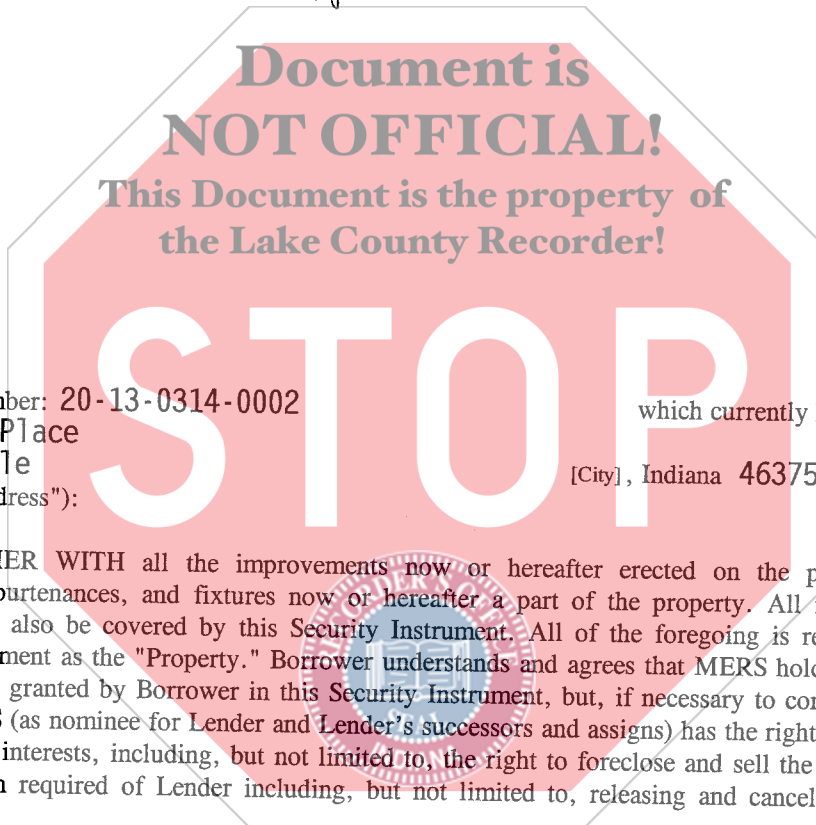 Document is
NOT OFFICIAL!
This Document is the property of
the Lake County Recorder!
STOP
nber: 20-13-0314-0002 which currently
Place
le [City], Indiana 46375
dress"):
IER WITH all the improvements now or hereafter erected on the p
purtenances, and fixtures now or hereafter a part of the property. All
also be covered by this Security Instrument. All of the foregoing is re
ment as the "Property." Borrower understands and agrees that MERS hold
granted by Borrower in this Security Instrument, but, if necessary to co
(as nominee for Lender and Lender's successors and assigns) has the right
interests, including, but not limited to, the right to foreclose and sell the
required of Lender including, but not limited to, releasing and cancel
RECORDER'S OFFICE